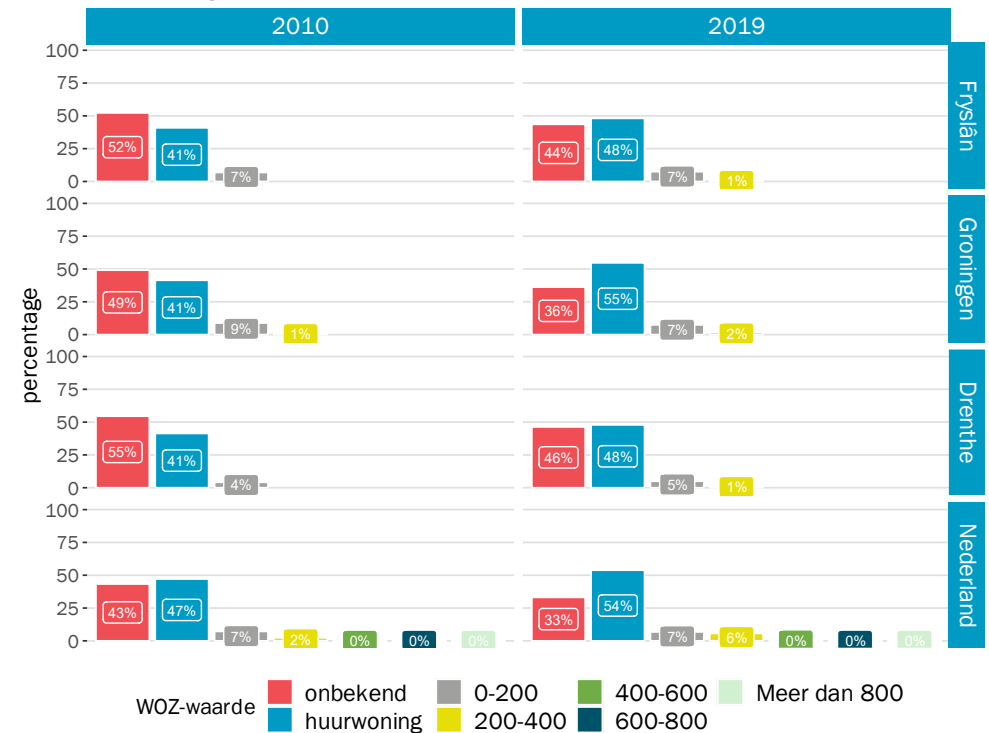 2010 2019
100
75
50
25
0
52% 41% 7%
44% 48% 7% 1%
Fryslân
100
75
50
25
0
49% 41% 9% 1%
36% 55% 7% 2%
Groningen
100
75
50
25
0
55% 41% 4%
46% 48% 5% 1%
Drenthe
100
75
50
25
0
43% 47% 7% 2% 0% 0% 0%
33% 54% 7% 6% 0% 0% 0%
Nederland
percentage
WOZ-waarde
onbekend 0-200 400-600 Meer dan 800
huurwoning 200-400 600-800